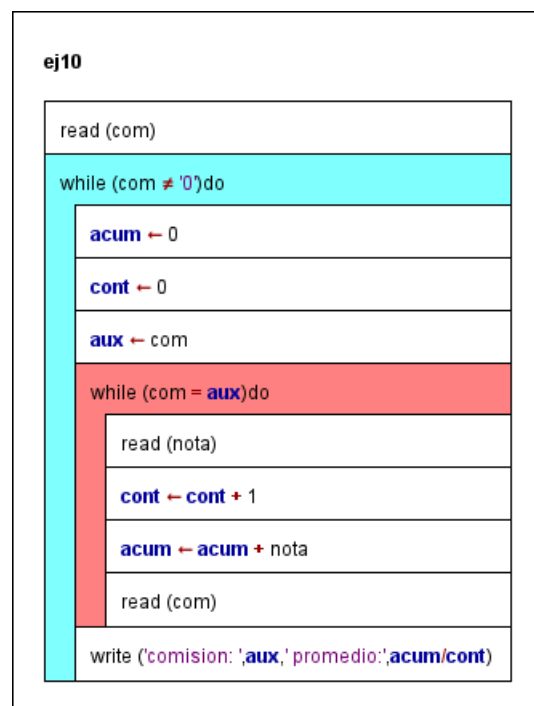 ej10
read (com)
while (com ≠ '0')do
acum ← 0
cont ← 0
aux ← com
while (com = aux)do
read (nota)
cont ← cont + 1
acum ← acum + nota
read (com)
write ('comision: ',aux,' promedio:',acum/cont)